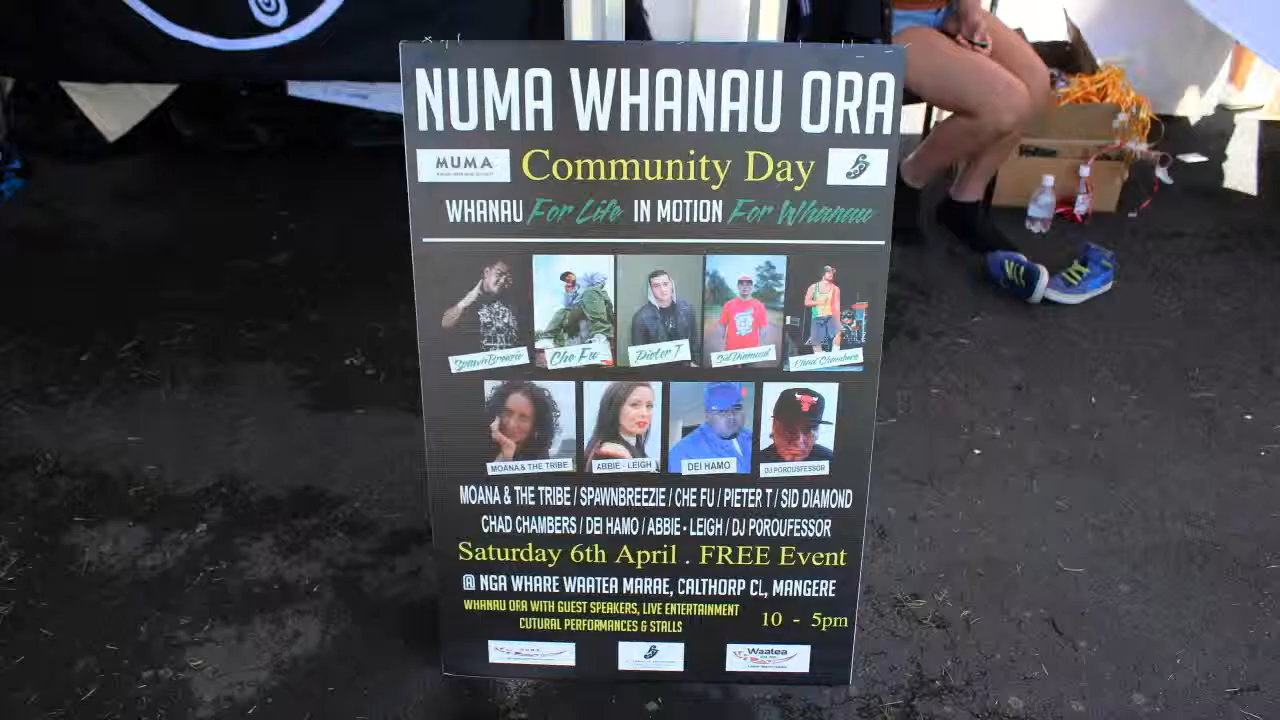 NUMA WHANAU ORA
MUMA
Community Day
WHANAU For Life IN MOTION For Whanau
SpawnBreezie
Che Fu
Pieter T
Sid Diamond
Chad Chambers
MOANA & THE TRIBE
ABBIE - LEIGH
DEI HAMO
DJ POROUSFESSOR
MOANA & THE TRIBE / SPAWNBREEZIE / CHE FU / PIETER T / SID DIAMOND
CHAD CHAMBERS / DEI HAMO / ABBIE - LEIGH / DJ POROUFESSOR
Saturday 6th April . FREE Event
@ NGA WHARE WAATEA MARAE, CALTHORP CL, MANGERE
WHANAU ORA WITH GUEST SPEAKERS, LIVE ENTERTAINMENT
CUTURAL PERFORMANCES & STALLS
10 - 5pm
Waatea